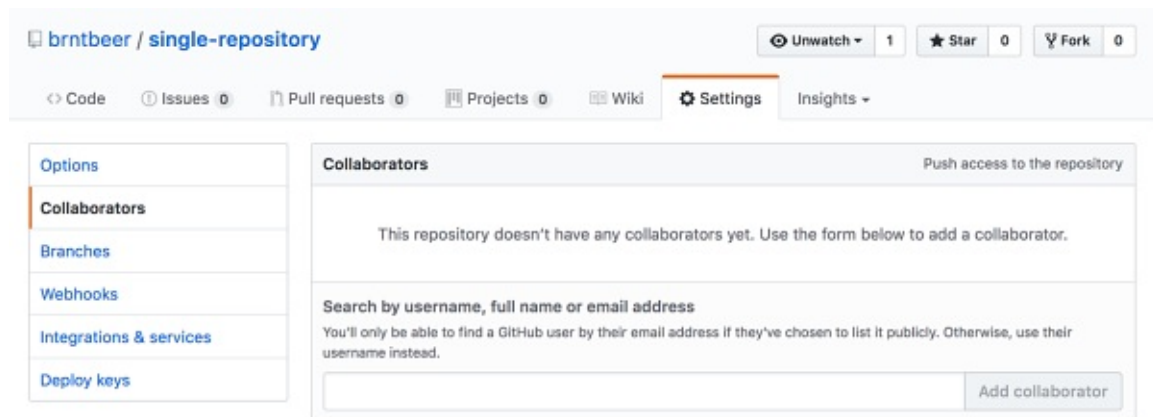 brntbeer / single-repository
Unwatch 1 Star 0 Fork 0
<> Code Issues 0 Pull requests 0 Projects 0 Wiki Settings Insights
Options
Collaborators
Branches
Webhooks
Integrations & services
Deploy keys
Collaborators Push access to the repository
This repository doesn't have any collaborators yet. Use the form below to add a collaborator.
Search by username, full name or email address
You'll only be able to find a GitHub user by their email address if they've chosen to list it publicly. Otherwise, use their
username instead.
Add collaborator